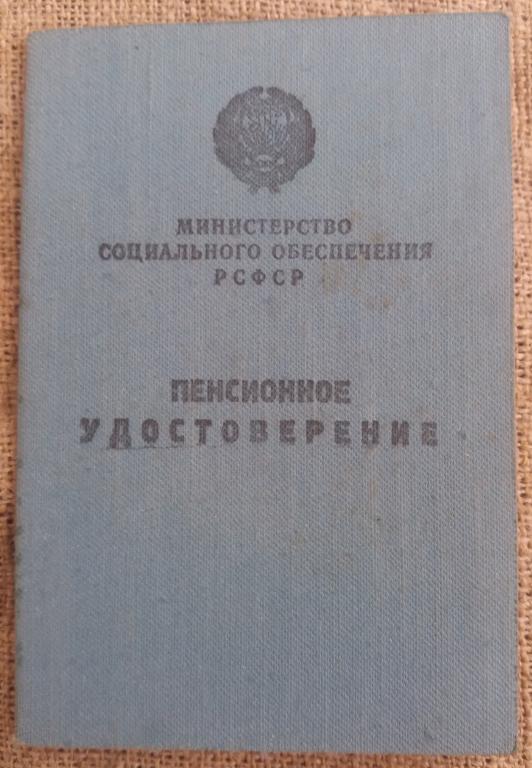 МИНИСТЕРСТВО
СОЦИАЛЬНОГО ОБЕСПЕЧЕНИЯ
РСФСР
ПЕНСИОННОЕ
УДОСТОВЕРЕНИЕ